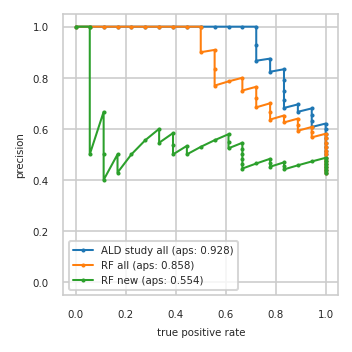 1.0
0.8
0.6
0.4
0.2
0.0
precision
ALD study all (aps: 0.928)
RF all (aps: 0.858)
RF new (aps: 0.554)
0.0 0.2 0.4 0.6 0.8 1.0
true positive rate